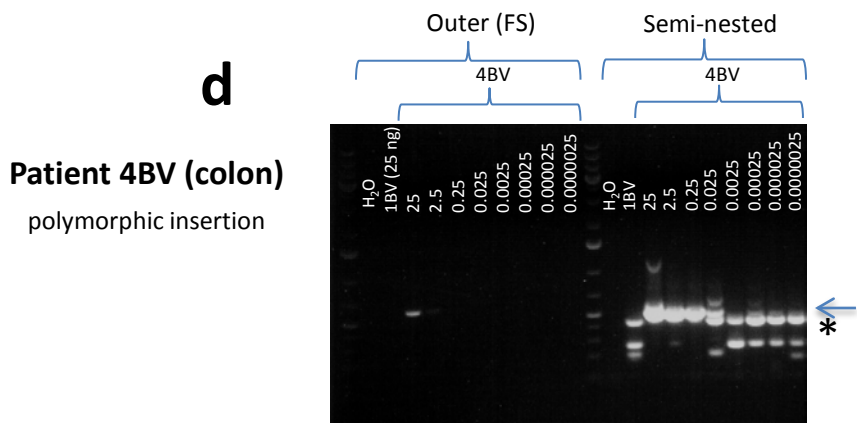 Outer (FS)
Semi-nested
4BV
4BV
d
Patient 4BV (colon)
polymorphic insertion
H₂O
1BV (25 ng)
25
2.5
0.25
0.025
0.0025
0.00025
0.000025
0.0000025
H₂O
1BV
25
2.5
0.25
0.025
0.0025
0.00025
0.000025
0.0000025
*